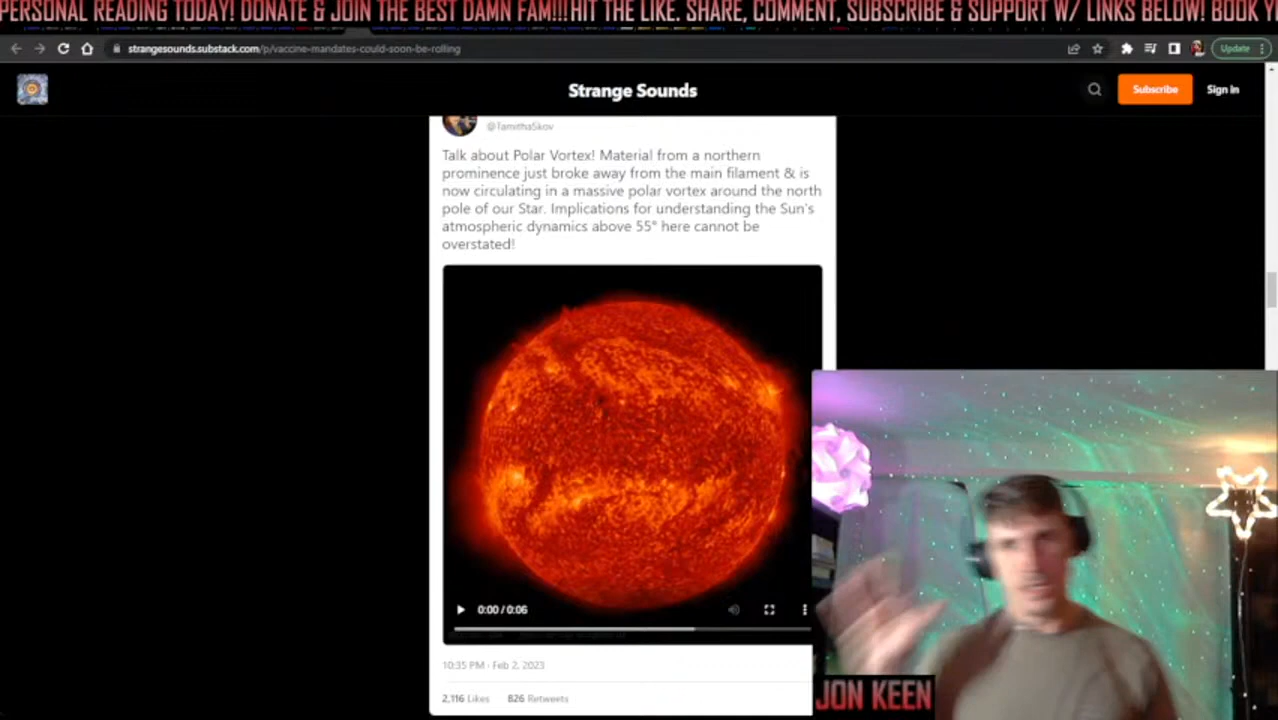 PERSONAL READING TODAY! DONATE & JOIN THE BEST DAMN FAM!!! HIT THE LIKE. SHARE, COMMENT, SUBSCRIBE & SUPPORT W/ LINKS BELOW! BOOK Y
strangesounds.substack.com/p/vaccine-mandates-could-soon-be-rolling
Update
Strange Sounds
Subscribe
Sign in
@TamithaSkov
Talk about Polar Vortex! Material from a northern
prominence just broke away from the main filament & is
now circulating in a massive polar vortex around the north
pole of our Star. Implications for understanding the Sun's
atmospheric dynamics above 55° here cannot be
overstated!
0:00 / 0:06
10:35 PM · Feb 2, 2023
2,116 Likes 826 Retweets
JON KEEN